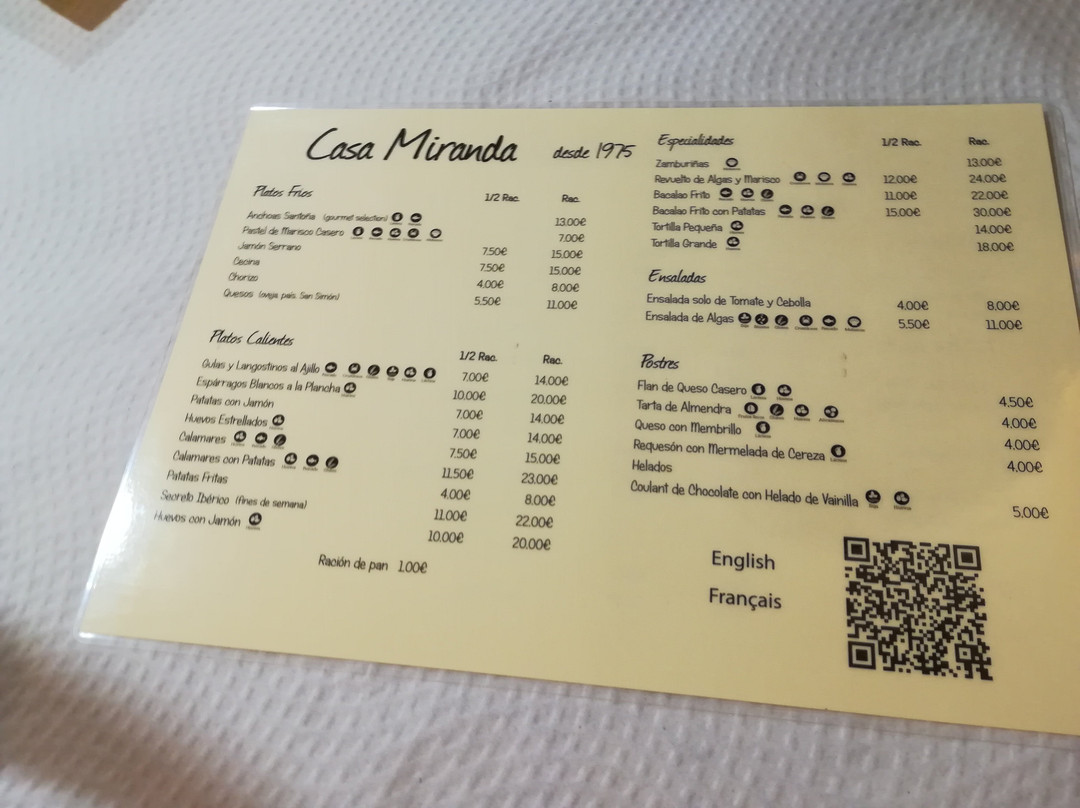 Casa Miranda desde 1975
Platos Frios 1/2 Rac. Rac.
Anchoas Santoña (gourmet selection) 13.00€
Pastel de Marisco Casero 7.00€
Jamón Serrano 7.50€ 15.00€
Cecina 7.50€ 15.00€
Chorizo 4.00€ 8.00€
Quesos (oveja, pais, San Simón) 5.50€ 11.00€
Platos Calientes 1/2 Rac. Rac.
Gulas y Langostinos al Ajillo 7.00€ 14.00€
Espárragos Blancos a la Plancha 10.00€ 20.00€
Patatas con Jamón 7.00€ 14.00€
Huevos Estrellados 7.00€ 14.00€
Calamares 7.50€ 15.00€
Calamares con Patatas 11.50€ 23.00€
Patatas Fritas 4.00€ 8.00€
Secreto Ibérico (fines de semana) 11.00€ 22.00€
Huevos con Jamón 10.00€ 20.00€
Ración de pan 1.00€
Especialidades 1/2 Rac. Rac.
Zamburiñas 13.00€
Revuelto de Algas y Marisco 12.00€ 24.00€
Bacalao Frito 11.00€ 22.00€
Bacalao Frito con Patatas 15.00€ 30.00€
Tortilla Pequeña 14.00€
Tortilla Grande 18.00€
Ensaladas
Ensalada solo de Tomate y Cebolla 4.00€ 8.00€
Ensalada de Algas 5.50€ 11.00€
Postres
Flan de Queso Casero 4.50€
Tarta de Almendra 4.00€
Queso con Membrillo 4.00€
Requesón con Mermelada de Cereza 4.00€
Helados
Coulant de Chocolate con Helado de Vainilla 5.00€
English
Français